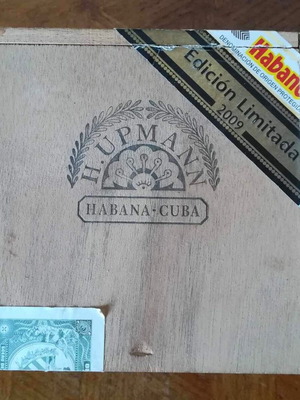 Habano
DENOMINACIÓN DE ORIGEN PROTEGIDA
Edición Limitada
2009
H. UPMANN
HABANA-CUBA